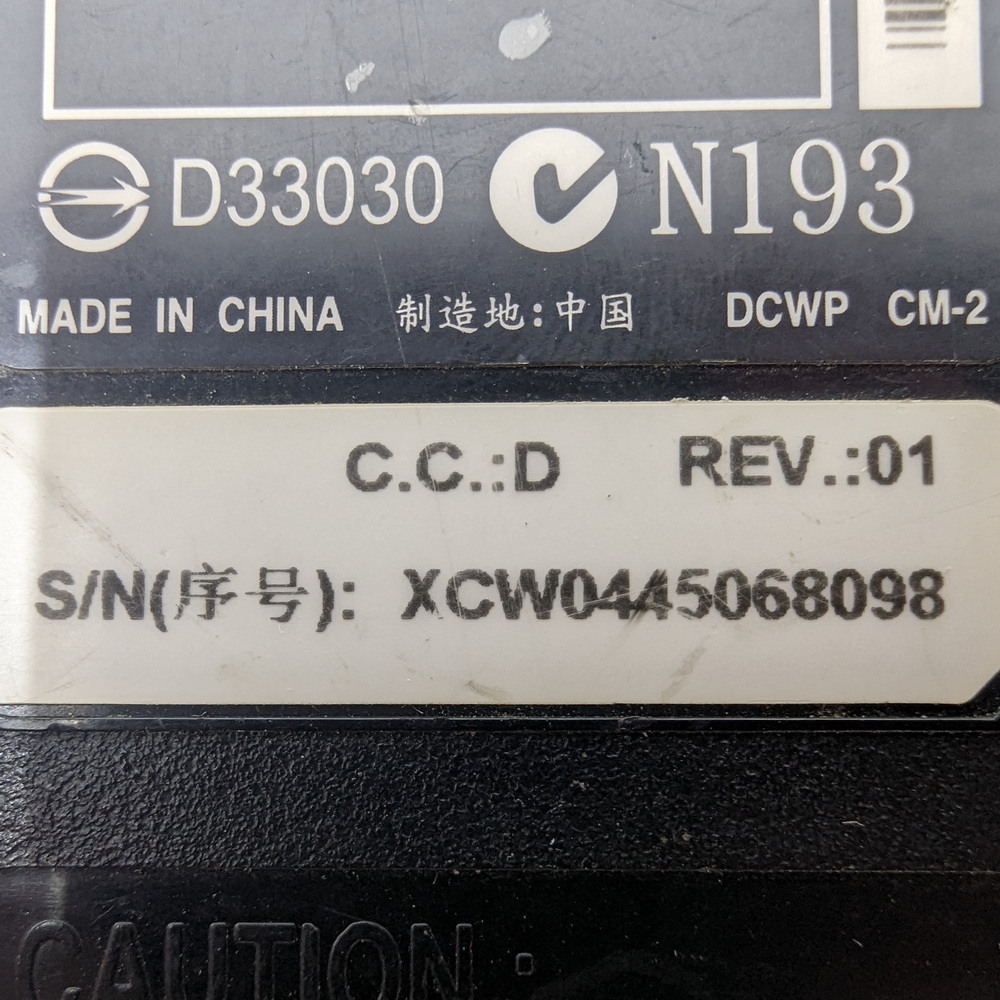 D33030 N193
MADE IN CHINA 制造地:中国 DCWP CM-2
C.C.:D REV.:01
S/N(序号): XCW0445068098
CAUTION